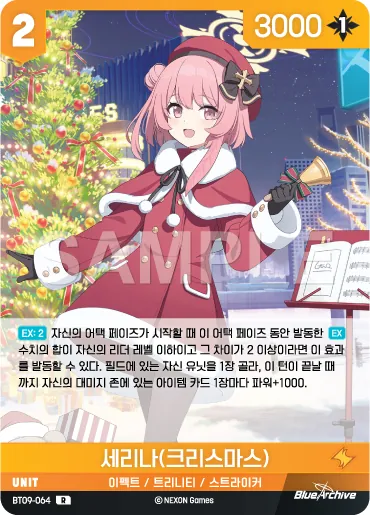 2
3000 1
SAMPLE
EX: 2 자신의 어택 페이즈가 시작할 때 이 어택 페이즈 동안 발동한 EX
수치의 합이 자신의 리더 레벨 이하이고 그 차이가 2 이상이라면 이 효과
를 발동할 수 있다. 필드에 있는 자신 유닛을 1장 골라, 이 턴이 끝날 때
까지 자신의 대미지 존에 있는 아이템 카드 1장마다 파워+1000.
세리나(크리스마스)
UNIT
이팩트 / 트리니티 / 스트라이커
BT09-064 R
© NEXON Games
BlueArchive